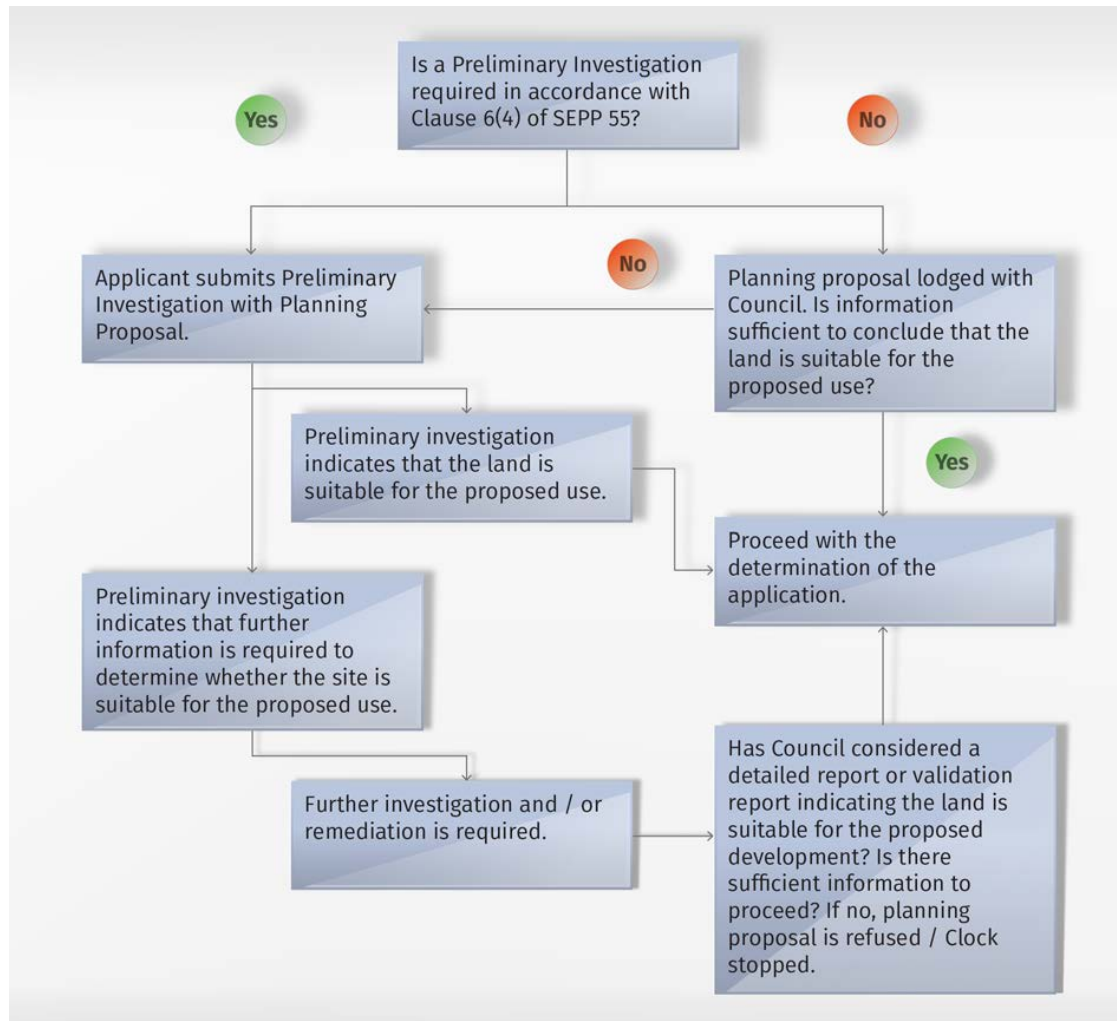 Is a Preliminary Investigation
required in accordance with
Clause 6(4) of SEPP 55?
Yes
No
Applicant submits Preliminary
Investigation with Planning
Proposal.
No
Planning proposal lodged with
Council. Is information
sufficient to conclude that the
land is suitable for the
proposed use?
Preliminary investigation
indicates that the land is
suitable for the proposed use.
Yes
Proceed with the
determination of the
application.
Preliminary investigation
indicates that further
information is required to
determine whether the site is
suitable for the proposed use.
Further investigation and / or
remediation is required.
Has Council considered a
detailed report or validation
report indicating the land is
suitable for the proposed
development? Is there
sufficient information to
proceed? If no, planning
proposal is refused / Clock
stopped.